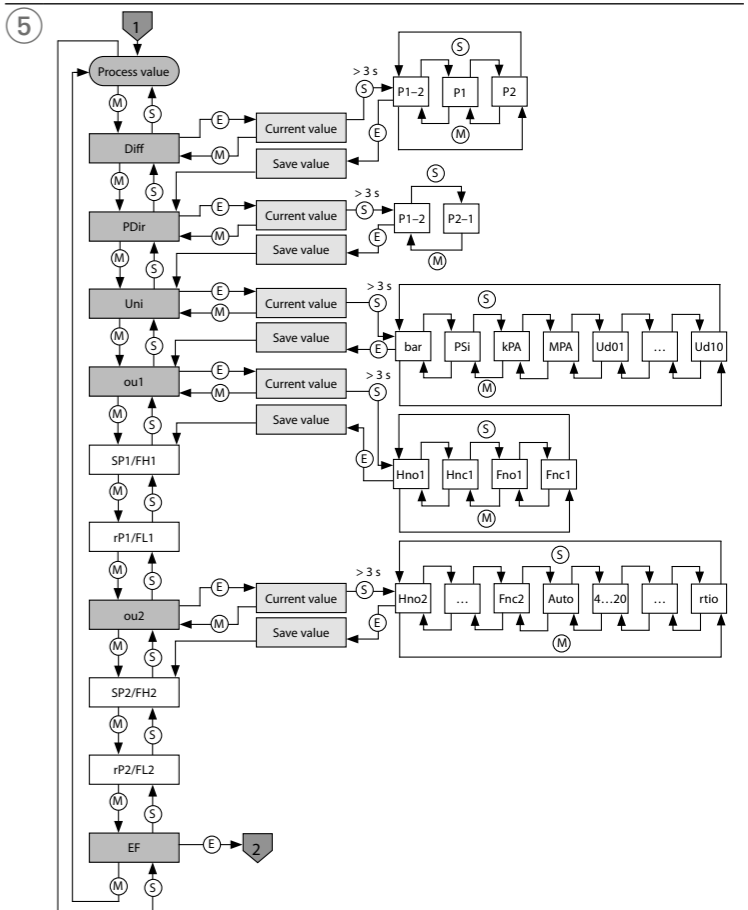 5
1
Process value
M
S
> 3 s
S
P1–2
P1
P2
E
Current value
S
Diff
M
Save value
E
M
M
S
> 3 s
S
E
Current value
S
P1–2
P2–1
PDir
M
Save value
E
M
M
S
> 3 s
E
Current value
S
S
Uni
M
bar
PSi
kPA
MPA
Ud01
...
Ud10
Save value
E
M
M
S
> 3 s
E
Current value
S
ou1
M
Save value
S
M
S
E
Hno1
Hnc1
Fno1
Fnc1
SP1/FH1
M
M
S
rP1/FL1
M
S
> 3 s
S
E
Current value
S
Hno2
...
Fnc2
Auto
4...20
...
rtio
ou2
M
Save value
E
M
M
S
SP2/FH2
M
S
rP2/FL2
M
S
EF
E
2
M
S